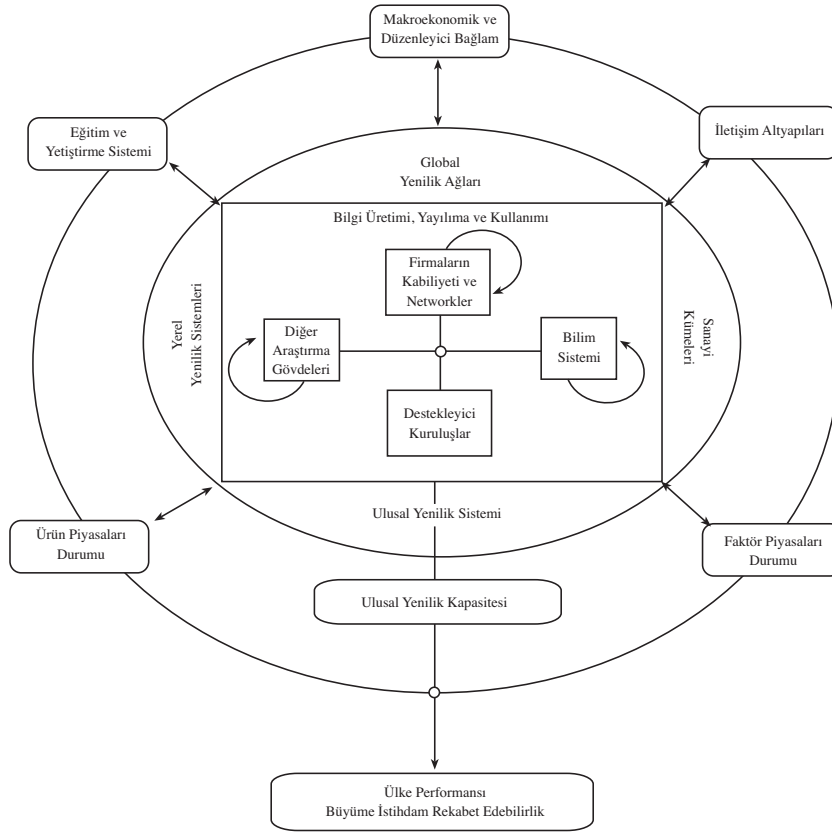 Makroekonomik ve
Düzenleyici Bağlam
Eğitim ve
Yetiştirme Sistemi
İletişim Altyapıları
Global
Yenilik Ağları
Bilgi Üretimi, Yayılıma ve Kullanımı
Firmaların
Kabiliyeti ve
Networkler
Yerel
Yenilik Sistemleri
Diğer
Araştırma
Gövdeleri
Bilim
Sistemi
Sanayi
Kümeleri
Destekleyici
Kuruluşlar
Ulusal Yenilik Sistemi
Ürün Piyasaları
Durumu
Faktör Piyasaları
Durumu
Ulusal Yenilik Kapasitesi
Ülke Performansı
Büyüme İstihdam Rekabet Edebilirlik